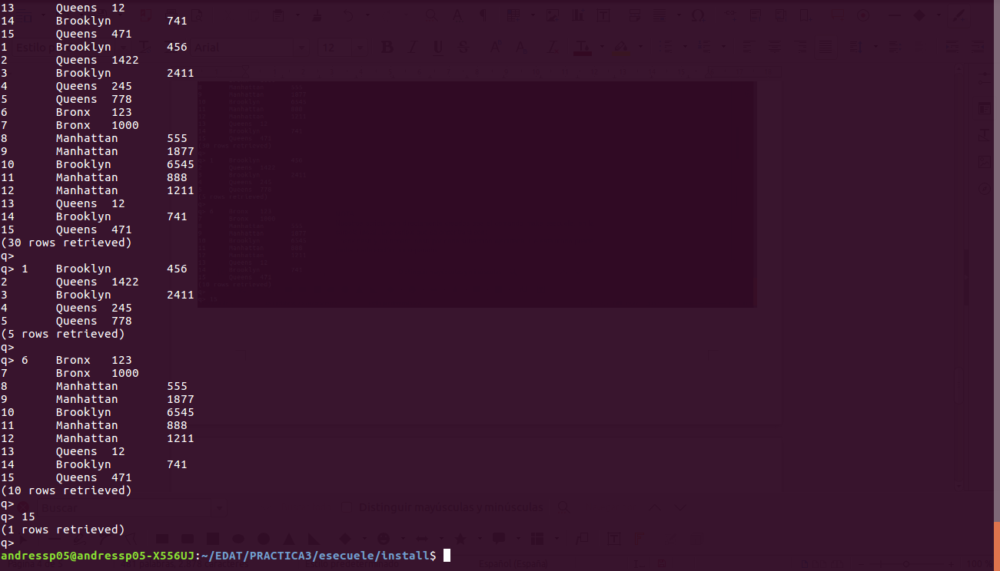 13 Queens 12
14 Brooklyn 741
15 Queens 471
1 Brooklyn 456
2 Queens 1422
3 Brooklyn 2411
4 Queens 245
5 Queens 778
6 Bronx 123
7 Bronx 1000
8 Manhattan 555
9 Manhattan 1877
10 Brooklyn 6545
11 Manhattan 888
12 Manhattan 1211
13 Queens 12
14 Brooklyn 741
15 Queens 471
(30 rows retrieved)
q>
q> 1 Brooklyn 456
2 Queens 1422
3 Brooklyn 2411
4 Queens 245
5 Queens 778
(5 rows retrieved)
q>
q> 6 Bronx 123
7 Bronx 1000
8 Manhattan 555
9 Manhattan 1877
10 Brooklyn 6545
11 Manhattan 888
12 Manhattan 1211
13 Queens 12
14 Brooklyn 741
15 Queens 471
(10 rows retrieved)
q>
Buscar
Distinguir mayúsculas y minúsculas
q> 15
(1 rows retrieved)
q>
andressp05@andressp05-X556UJ:~/EDAT/PRACTICA3/esecuele/install$